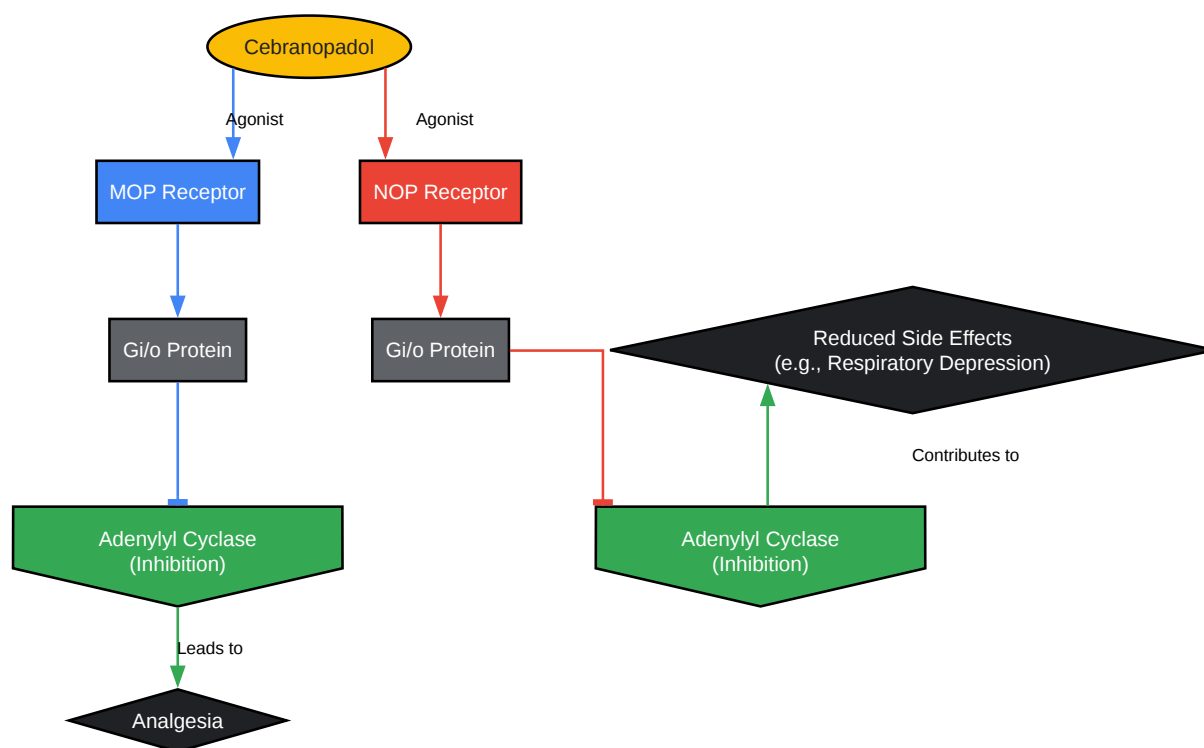 Cebranopadol
Agonist
Agonist
MOP Receptor
NOP Receptor
Gi/o Protein
Gi/o Protein
Reduced Side Effects
(e.g., Respiratory Depression)
Contributes to
Adenylyl Cyclase
(Inhibition)
Adenylyl Cyclase
(Inhibition)
Leads to
Analgesia